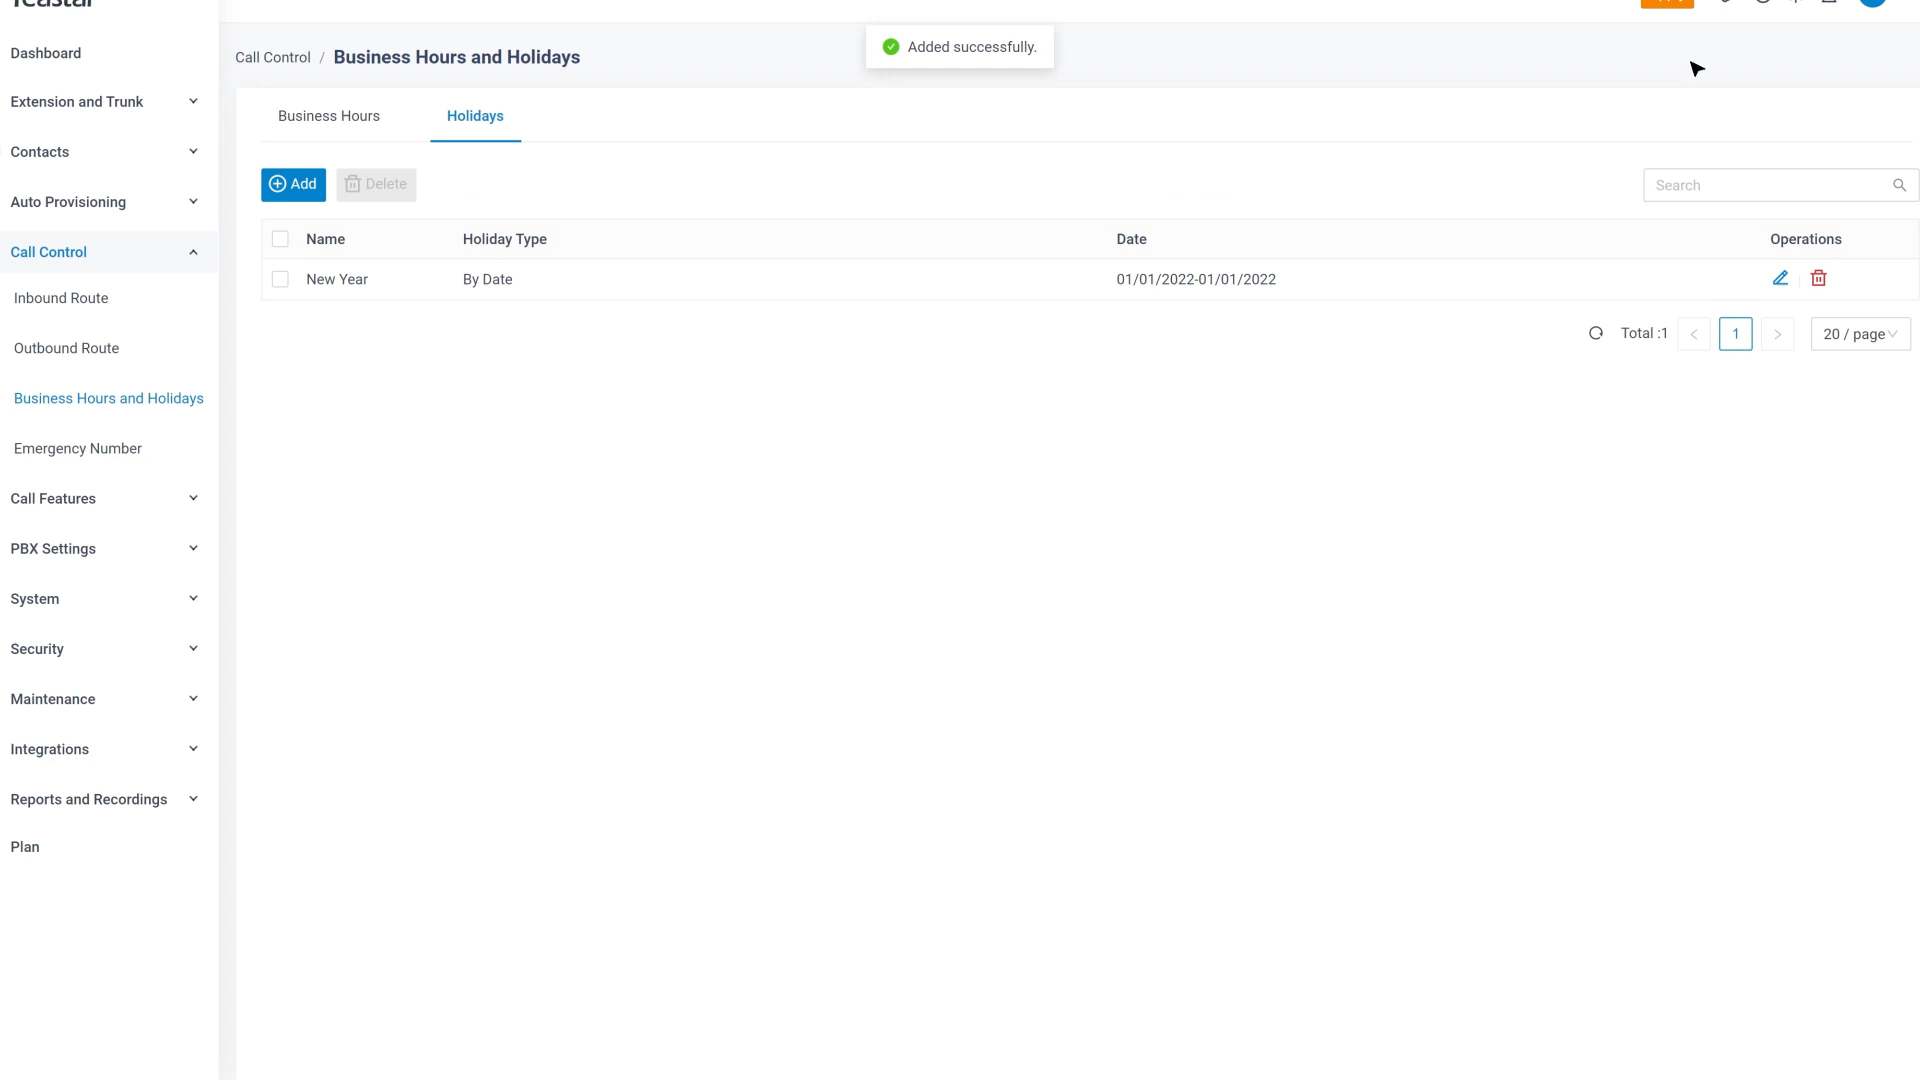 Dashboard
Extension and Trunk
Contacts
Auto Provisioning
Call Control
Inbound Route
Outbound Route
Business Hours and Holidays
Emergency Number
Call Features
PBX Settings
System
Security
Maintenance
Integrations
Reports and Recordings
Plan
Call Control / Business Hours and Holidays
Added successfully.
Business Hours Holidays
Add Delete
Search
Name Holiday Type Date Operations
New Year By Date 01/01/2022-01/01/2022
Total :1 < 1 > 20 / page